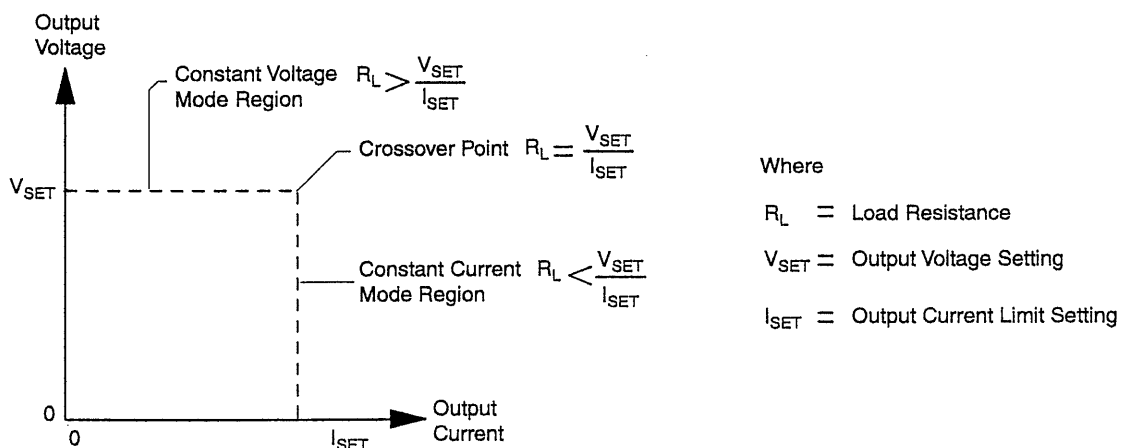 Output
Voltage
Constant Voltage
Mode Region
R_L > V_SET / I_SET
Crossover Point R_L = V_SET / I_SET
V_SET
Constant Current
Mode Region
R_L < V_SET / I_SET
0
0
I_SET
Output
Current
Where
R_L = Load Resistance
V_SET = Output Voltage Setting
I_SET = Output Current Limit Setting